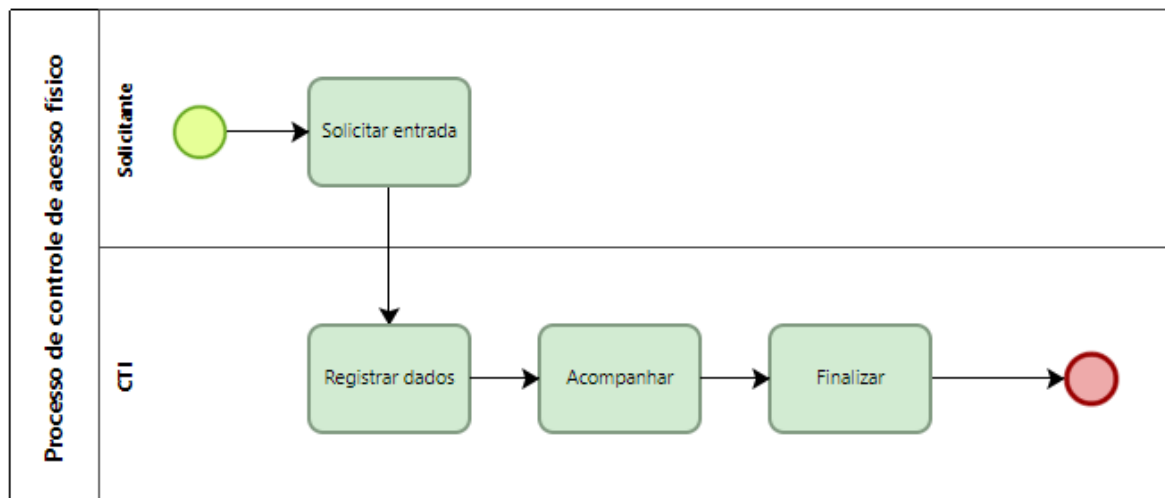 Processo de controle de acesso físico
Solicitante
Solicitar entrada
CTI
Registrar dados
Acompanhar
Finalizar